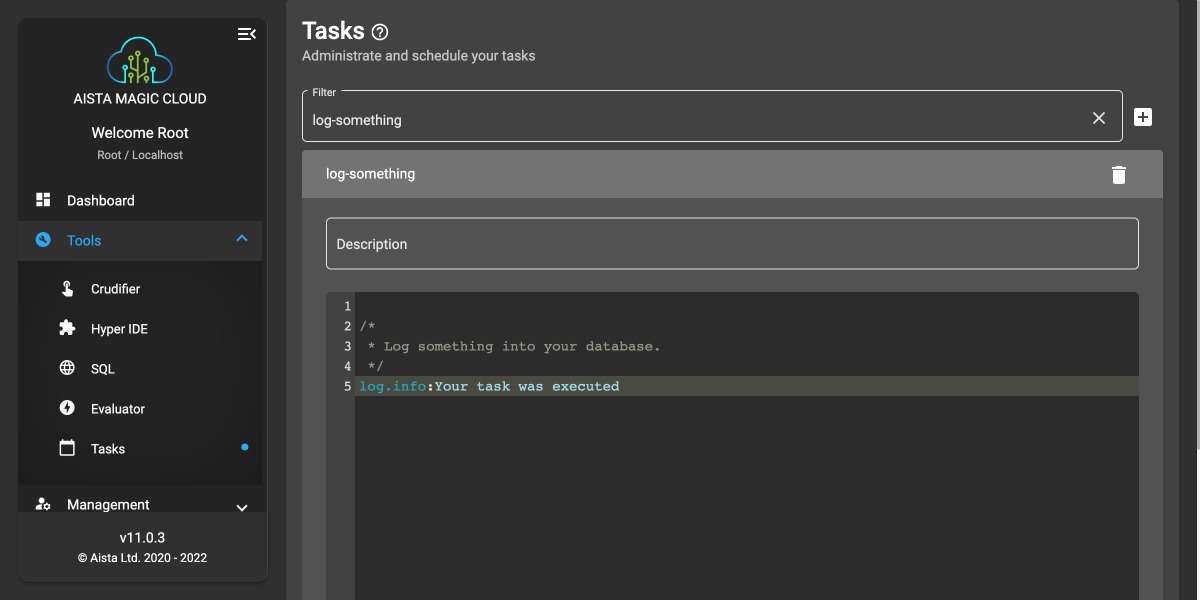 AISTA MAGIC CLOUD
Welcome Root
Root / Localhost
Dashboard
Tools
Crudifier
Hyper IDE
SQL
Evaluator
Tasks
Management
v11.0.3
© Aista Ltd. 2020 - 2022
Tasks ?
Administrate and schedule your tasks
Filter
log-something
log-something
Description
1
2 /*
3  * Log something into your database.
4  */
5 log.info:Your task was executed